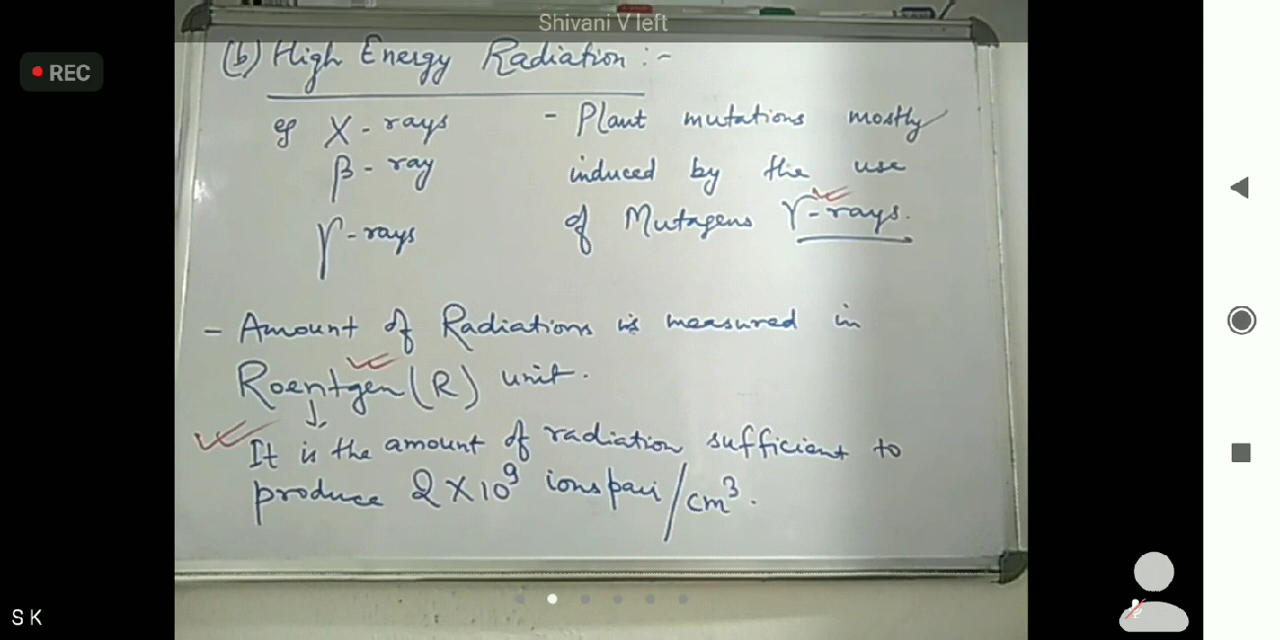 Shivani V left
REC
(b) High Energy Radiation :-
eg X-rays
β-ray
γ-rays
- Plant mutations mostly
induced by the use
of Mutagens γ-rays.
- Amount of Radiations is measured in
Roentgen (R) unit.
↓
It is the amount of radiation sufficient to
produce 2 X 10⁹ ions pair/cm³.
S K